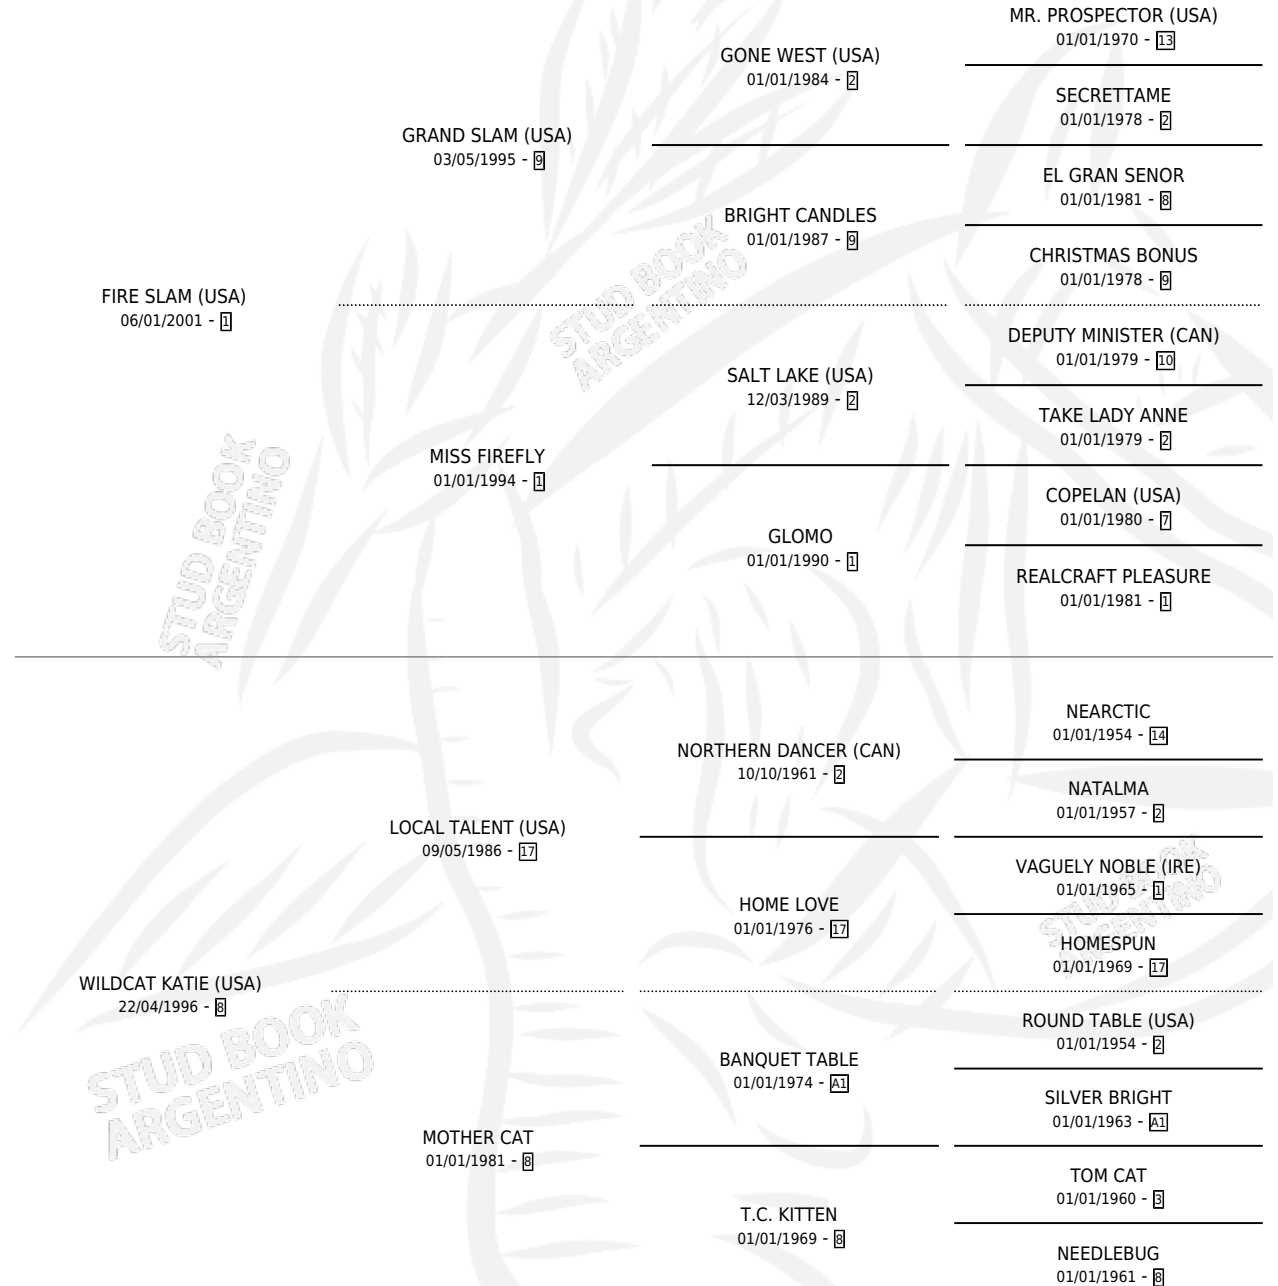 MR. PROSPECTOR (USA)
01/01/1970 - 13
GONE WEST (USA)
01/01/1984 - 2
SECRETTAME
01/01/1978 - 2
GRAND SLAM (USA)
03/05/1995 - 9
EL GRAN SENOR
01/01/1981 - 8
BRIGHT CANDLES
01/01/1987 - 9
CHRISTMAS BONUS
01/01/1978 - 9
FIRE SLAM (USA)
06/01/2001 - 1
DEPUTY MINISTER (CAN)
01/01/1979 - 10
SALT LAKE (USA)
12/03/1989 - 2
TAKE LADY ANNE
01/01/1979 - 2
MISS FIREFLY
01/01/1994 - 1
COPELAN (USA)
01/01/1980 - 7
GLOMO
01/01/1990 - 1
REALCRAFT PLEASURE
01/01/1981 - 1
NEARCTIC
01/01/1954 - 14
NORTHERN DANCER (CAN)
10/10/1961 - 2
NATALMA
01/01/1957 - 2
LOCAL TALENT (USA)
09/05/1986 - 17
VAGUELY NOBLE (IRE)
01/01/1965 - 1
HOME LOVE
01/01/1976 - 17
HOMESPUN
01/01/1969 - 17
WILDCAT KATIE (USA)
22/04/1996 - 8
ROUND TABLE (USA)
01/01/1954 - 2
BANQUET TABLE
01/01/1974 - A1
SILVER BRIGHT
01/01/1963 - A1
MOTHER CAT
01/01/1981 - 8
TOM CAT
01/01/1960 - 3
T.C. KITTEN
01/01/1969 - 8
NEEDLEBUG
01/01/1961 - 8
STUD BOOK
ARGENTINO
STUD BOOK
ARGENTINO
STUD BOOK
ARGENTINO
STUD BOOK
ARGENTINO